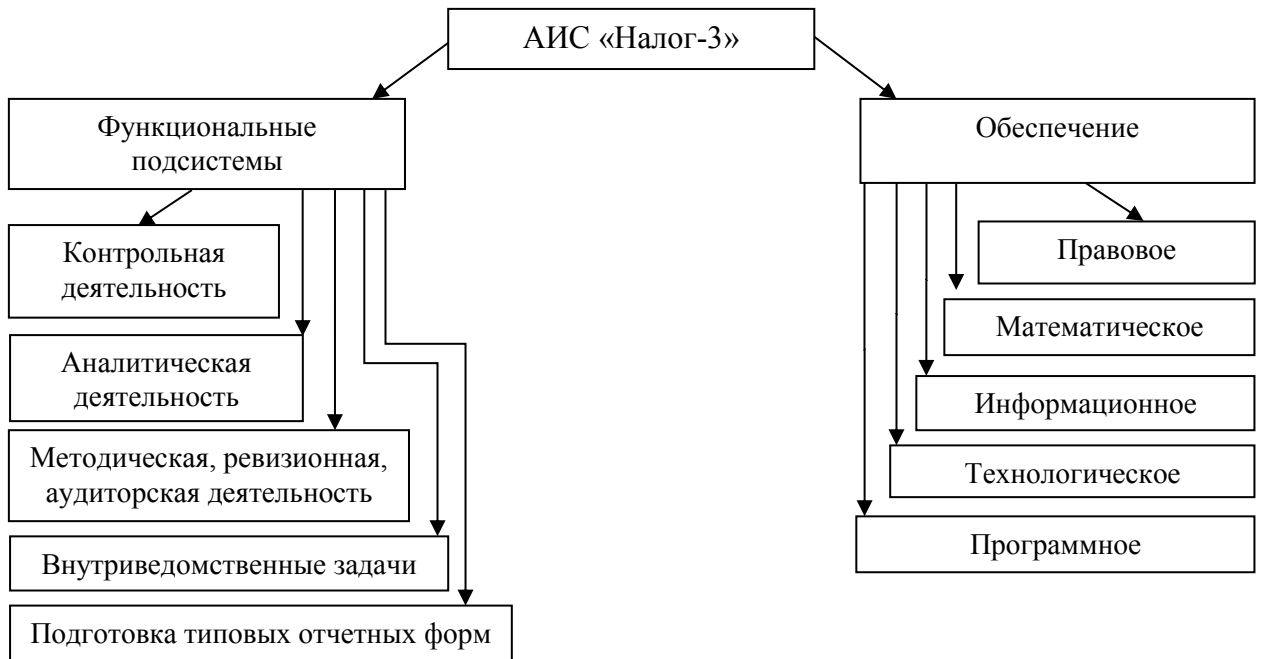 АИС «Налог-3»
Функциональные
подсистемы
Обеспечение
Контрольная
деятельность
Аналитическая
деятельность
Методическая, ревизионная,
аудиторская деятельность
Внутриведомственные задачи
Подготовка типовых отчетных форм
Правовое
Математическое
Информационное
Технологическое
Программное